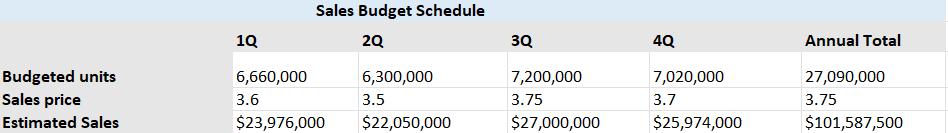 Sales Budget Schedule
1Q 2Q 3Q 4Q Annual Total
Budgeted units 6,660,000 6,300,000 7,200,000 7,020,000 27,090,000
Sales price 3.6 3.5 3.75 3.7 3.75
Estimated Sales $23,976,000 $22,050,000 $27,000,000 $25,974,000 $101,587,500